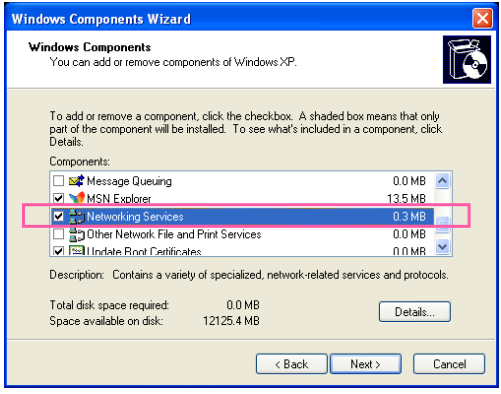 Windows Components Wizard
Windows Components
You can add or remove components of Windows XP.
To add or remove a component, click the checkbox. A shaded box means that only
part of the component will be installed. To see what's included in a component, click
Details.
Components:
Message Queuing 0.0 MB
MSN Explorer 13.5 MB
Networking Services 0.3 MB
Other Network File and Print Services 0.0 MB
Update Root Certificates 0.0 MB
Description: Contains a variety of specialized, network-related services and protocols.
Total disk space required: 0.0 MB
Space available on disk: 12125.4 MB
Details...
< Back Next > Cancel